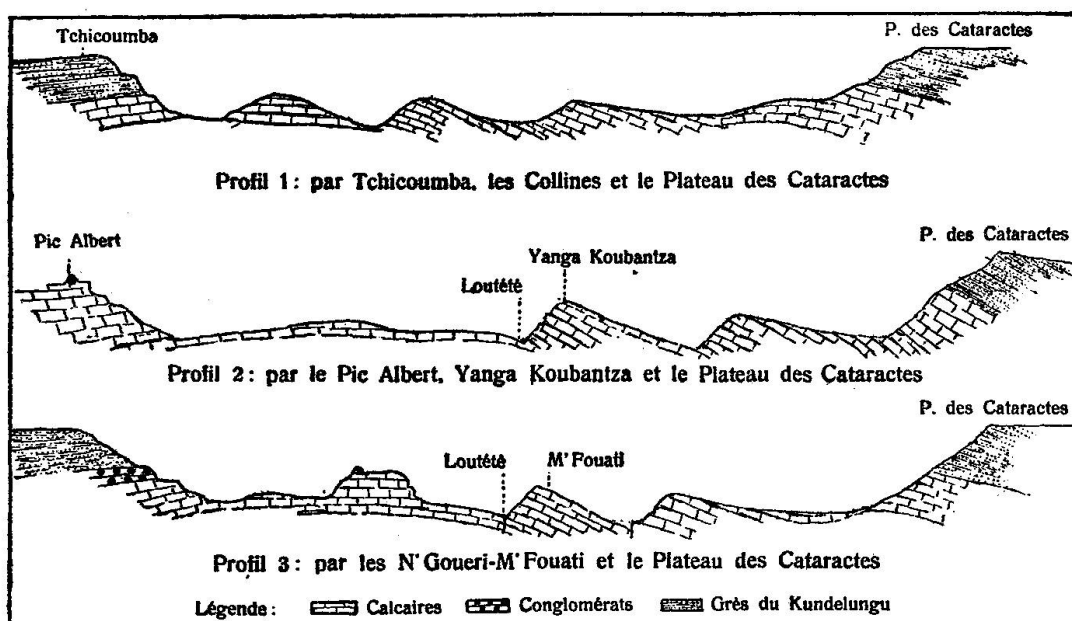 Tchicoumba
P. des Cataractes
Profil 1: par Tchicoumba, les Collines et le Plateau des Cataractes
Pic Albert
P. des Cataractes
Yanga Koubantza
Loutété
Profil 2: par le Pic Albert, Yanga Koubantza et le Plateau des Cataractes
P. des Cataractes
Loutété
M'Fouati
Profil 3: par les N'Goueri-M'Fouati et le Plateau des Cataractes
Légende: Calcaires Conglomérats Grès du Kundelungu